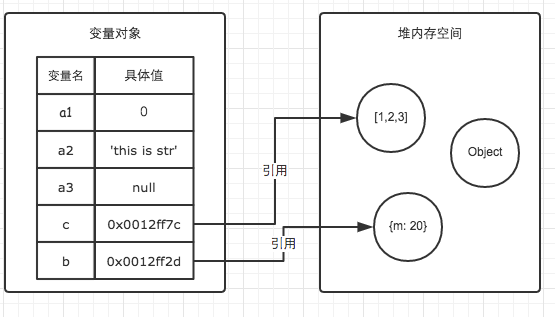 变量对象
变量名 具体值
a1 0
a2 'this is str'
a3 null
c 0x0012ff7c
b 0x0012ff2d
引用
引用
堆内存空间
[1,2,3]
Object
{m: 20}